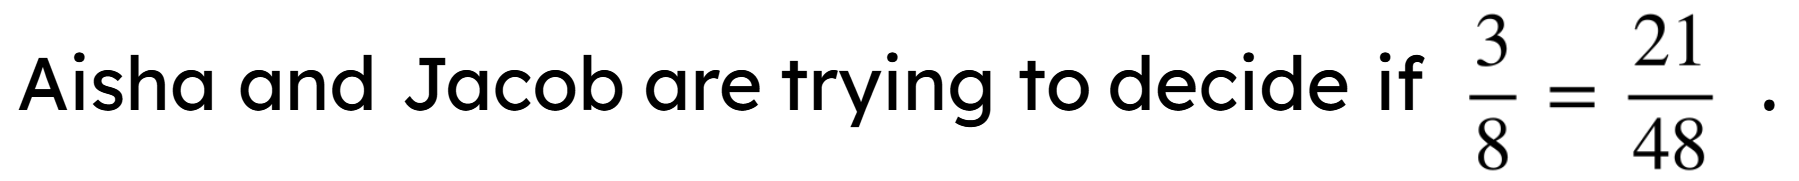 Aisha and Jacob are trying to decide if 3/8 = 21/48 .